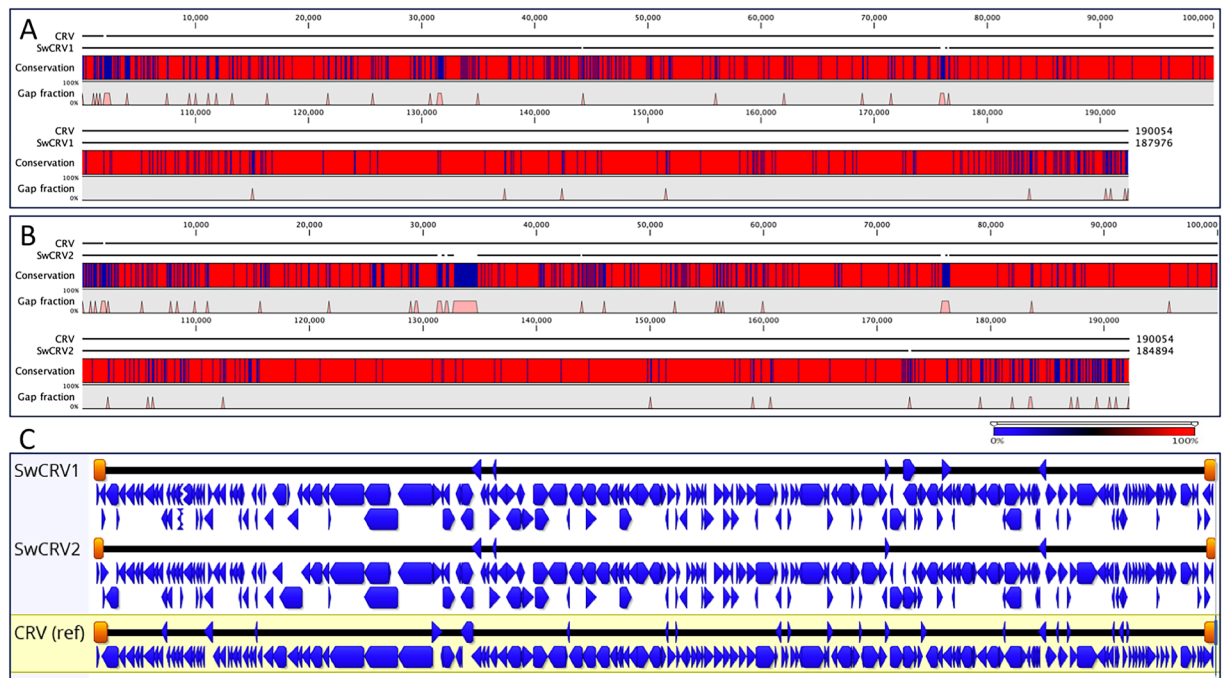 A
10,000 20,000 30,000 40,000 50,000 60,000 70,000 80,000 90,000 100,000
CRV
SwCRV1
Conservation
100%
Gap fraction
0%
110,000 120,000 130,000 140,000 150,000 160,000 170,000 180,000 190,000
CRV 190054
SwCRV1 187976
Conservation
100%
Gap fraction
0%
B
10,000 20,000 30,000 40,000 50,000 60,000 70,000 80,000 90,000 100,000
CRV
SwCRV2
Conservation
100%
Gap fraction
0%
110,000 120,000 130,000 140,000 150,000 160,000 170,000 180,000 190,000
CRV 190054
SwCRV2 184894
Conservation
100%
Gap fraction
0%
0% 100%
C
SwCRV1
SwCRV2
CRV (ref)